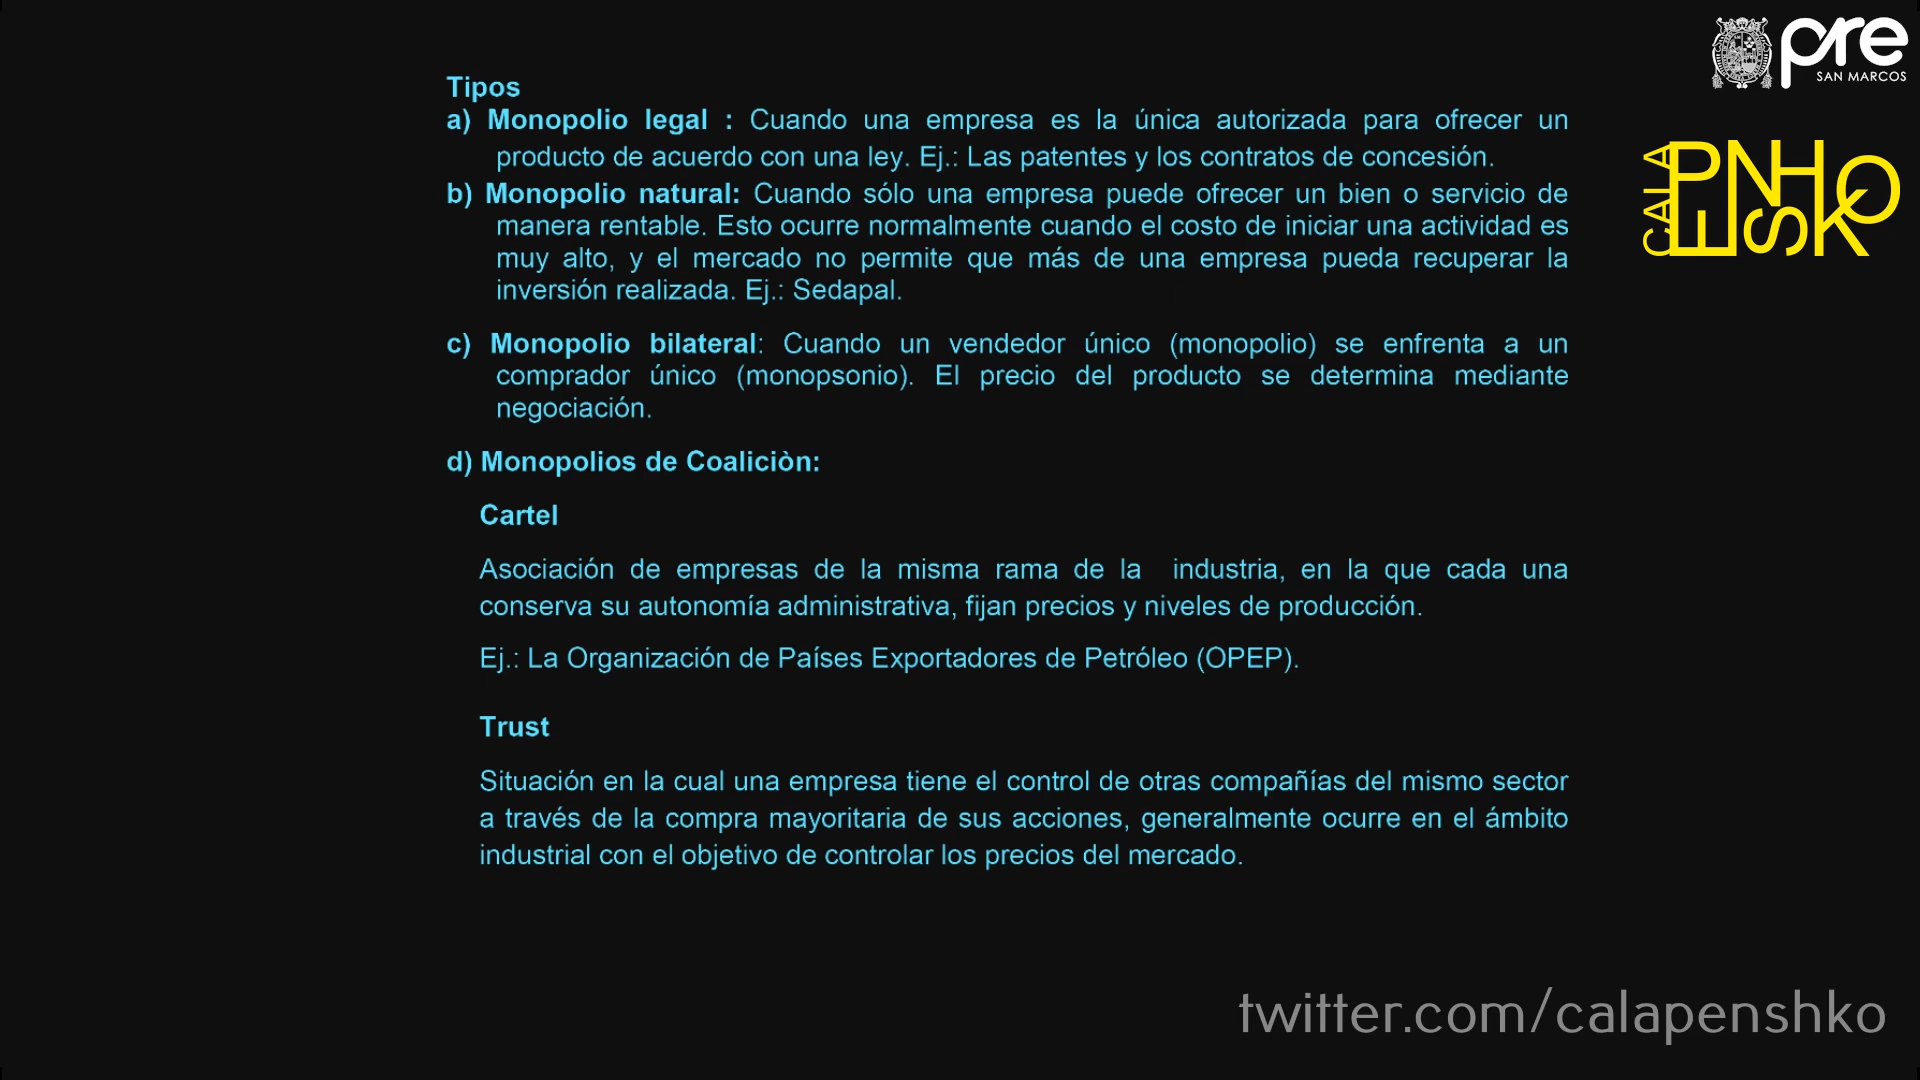 pre
SAN MARCOS
CALA
PENSHKO
Tipos
a) Monopolio legal : Cuando una empresa es la única autorizada para ofrecer un
producto de acuerdo con una ley. Ej.: Las patentes y los contratos de concesión.
b) Monopolio natural: Cuando sólo una empresa puede ofrecer un bien o servicio de
manera rentable. Esto ocurre normalmente cuando el costo de iniciar una actividad es
muy alto, y el mercado no permite que más de una empresa pueda recuperar la
inversión realizada. Ej.: Sedapal.
c) Monopolio bilateral: Cuando un vendedor único (monopolio) se enfrenta a un
comprador único (monopsonio). El precio del producto se determina mediante
negociación.
d) Monopolios de Coaliciòn:
Cartel
Asociación de empresas de la misma rama de la industria, en la que cada una
conserva su autonomía administrativa, fijan precios y niveles de producción.
Ej.: La Organización de Países Exportadores de Petróleo (OPEP).
Trust
Situación en la cual una empresa tiene el control de otras compañías del mismo sector
a través de la compra mayoritaria de sus acciones, generalmente ocurre en el ámbito
industrial con el objetivo de controlar los precios del mercado.
twitter.com/calapenshko